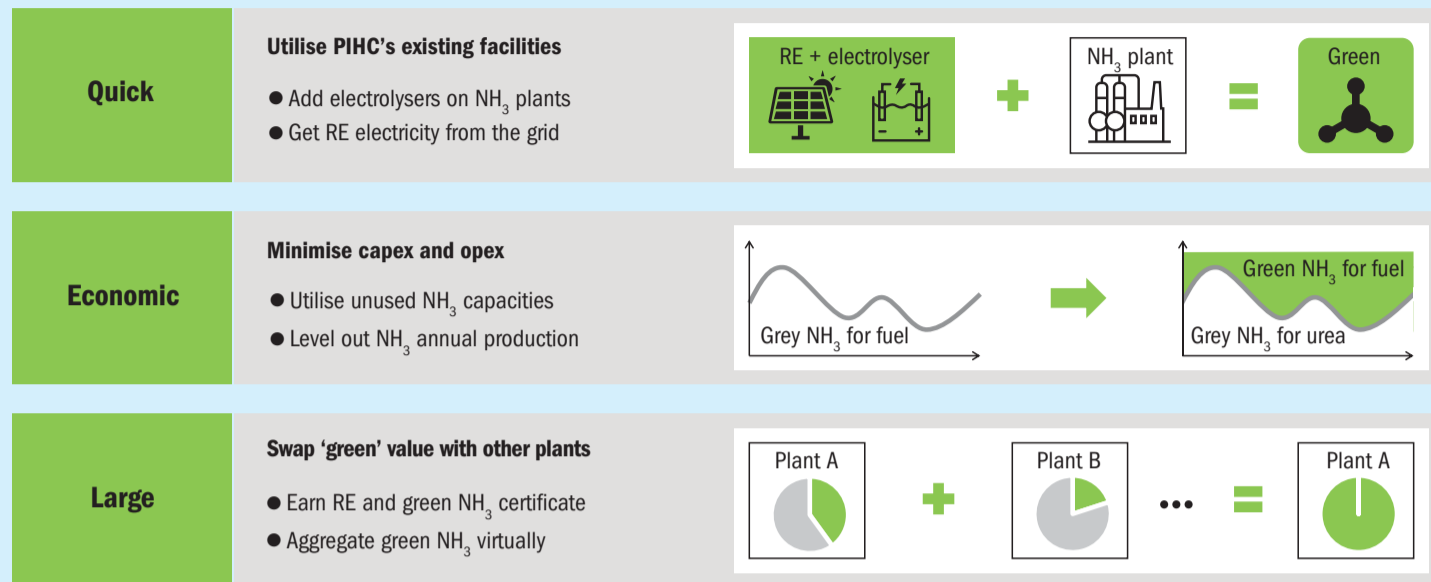 Quick
Utilise PIHC's existing facilities
● Add electrolysers on NH₃ plants
● Get RE electricity from the grid
RE + electrolyser
- +
NH₃ plant
Green
Economic
Minimise capex and opex
● Utilise unused NH₃ capacities
● Level out NH₃ annual production
Grey NH₃ for fuel
Green NH₃ for fuel
Grey NH₃ for urea
Large
Swap ‘green’ value with other plants
● Earn RE and green NH₃ certificate
● Aggregate green NH₃ virtually
Plant A
Plant B
...
Plant A